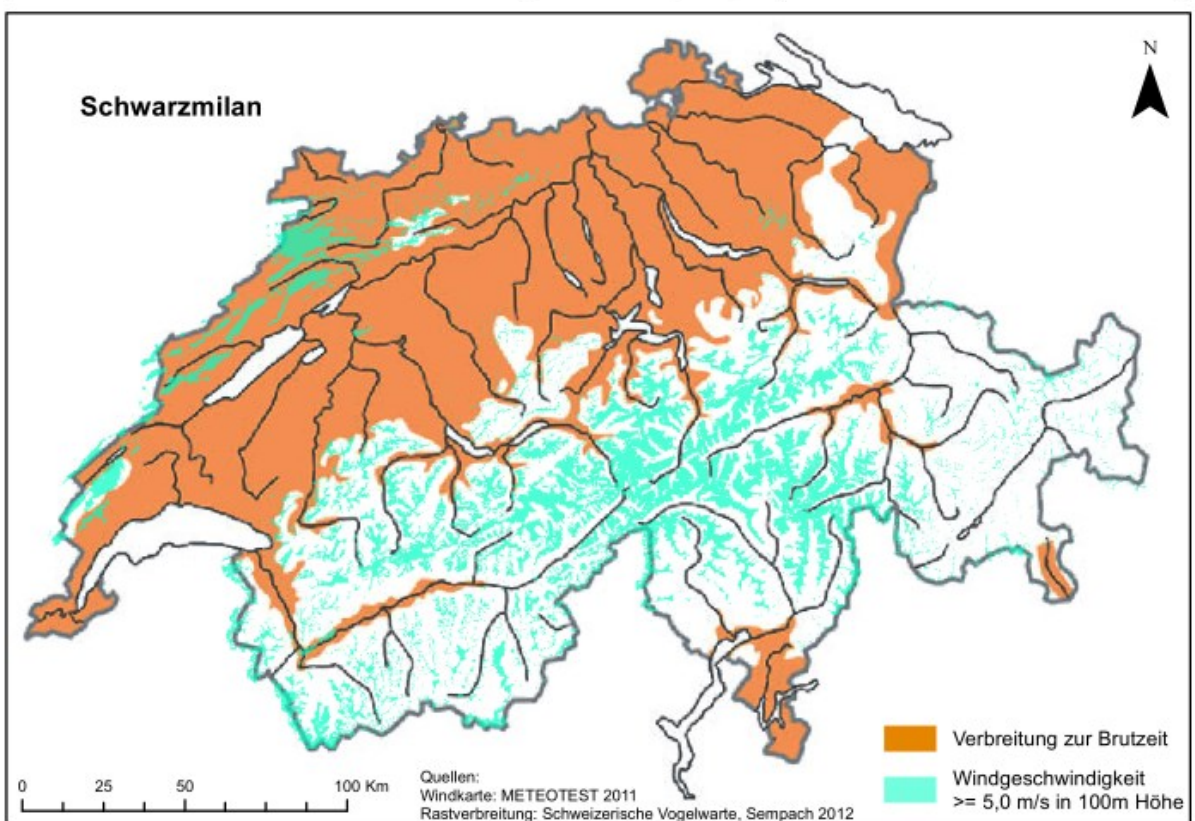 Schwarzmilan
N
Verbreitung zur Brutzeit
Windgeschwindigkeit
>= 5,0 m/s in 100m Höhe
0 25 50 100 Km
Quellen:
Windkarte: METEOTEST 2011
Rastverbreitung: Schweizerische Vogelwarte, Sempach 2012